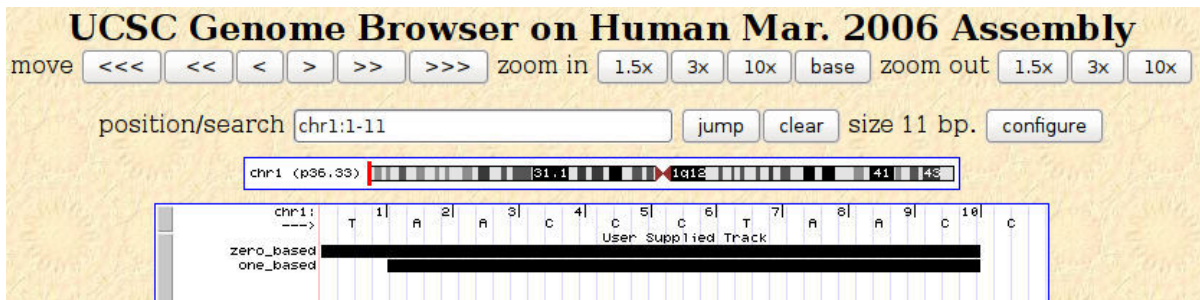 UCSC Genome Browser on Human Mar. 2006 Assembly
move <<< << < > >> >>> zoom in 1.5x 3x 10x base zoom out 1.5x 3x 10x
position/search chr1:1-11 jump clear size 11 bp. configure
chr1 (p36.33) 31.1 1q12 41 43
chr1: 1| 2| 3| 4| 5| 6| 7| 8| 9| 10|
---> T A A C C C T A A C C
User Supplied Track
zero_based
one_based